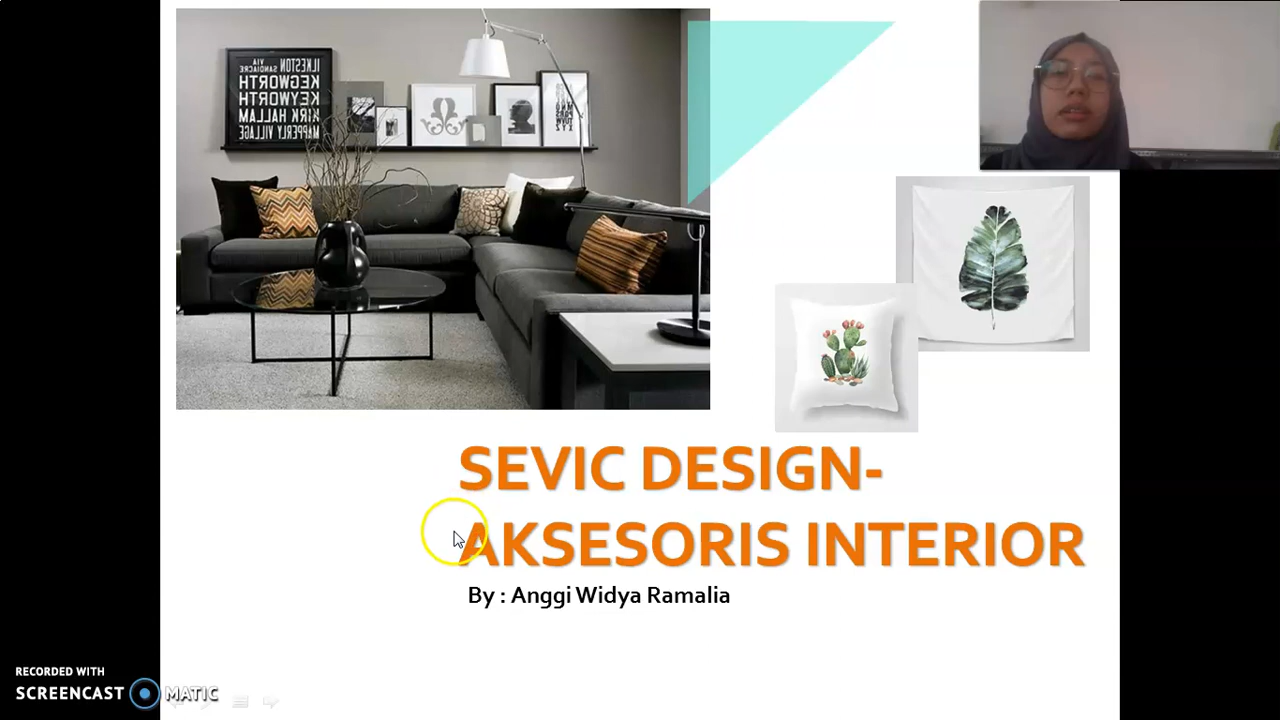 VIA
ILKESTON
SANDIACRE
KEGWORTH
KEYWORTH
KIRK HALLAM
MAPPERLY VILLAGE
XYZ
SEVIC DESIGN-
AKSESORIS INTERIOR
By : Anggi Widya Ramalia
RECORDED WITH
SCREENCAST MATIC